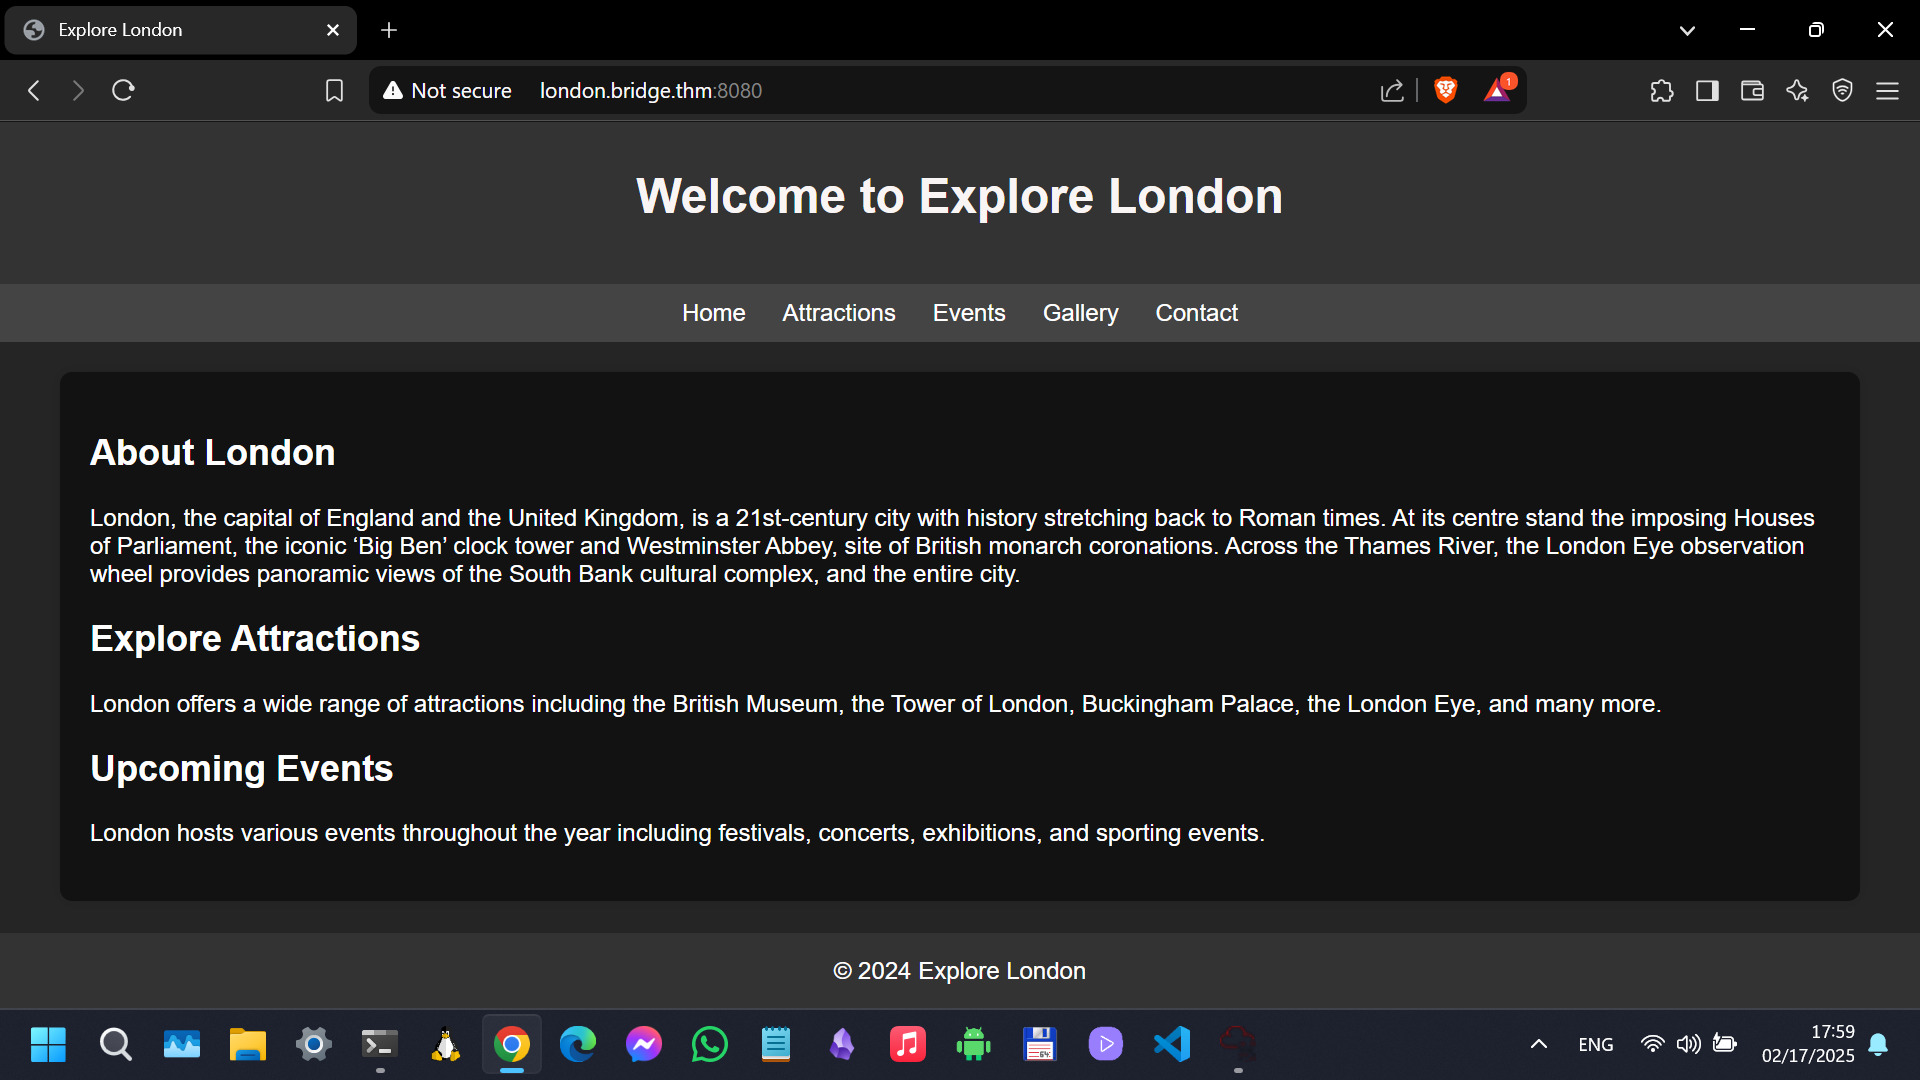 Explore London
Not secure london.bridge.thm:8080
1
Welcome to Explore London
Home Attractions Events Gallery Contact
About London
London, the capital of England and the United Kingdom, is a 21st-century city with history stretching back to Roman times. At its centre stand the imposing Houses
of Parliament, the iconic ‘Big Ben’ clock tower and Westminster Abbey, site of British monarch coronations. Across the Thames River, the London Eye observation
wheel provides panoramic views of the South Bank cultural complex, and the entire city.
Explore Attractions
London offers a wide range of attractions including the British Museum, the Tower of London, Buckingham Palace, the London Eye, and many more.
Upcoming Events
London hosts various events throughout the year including festivals, concerts, exhibitions, and sporting events.
© 2024 Explore London
64
ENG
17:59
02/17/2025